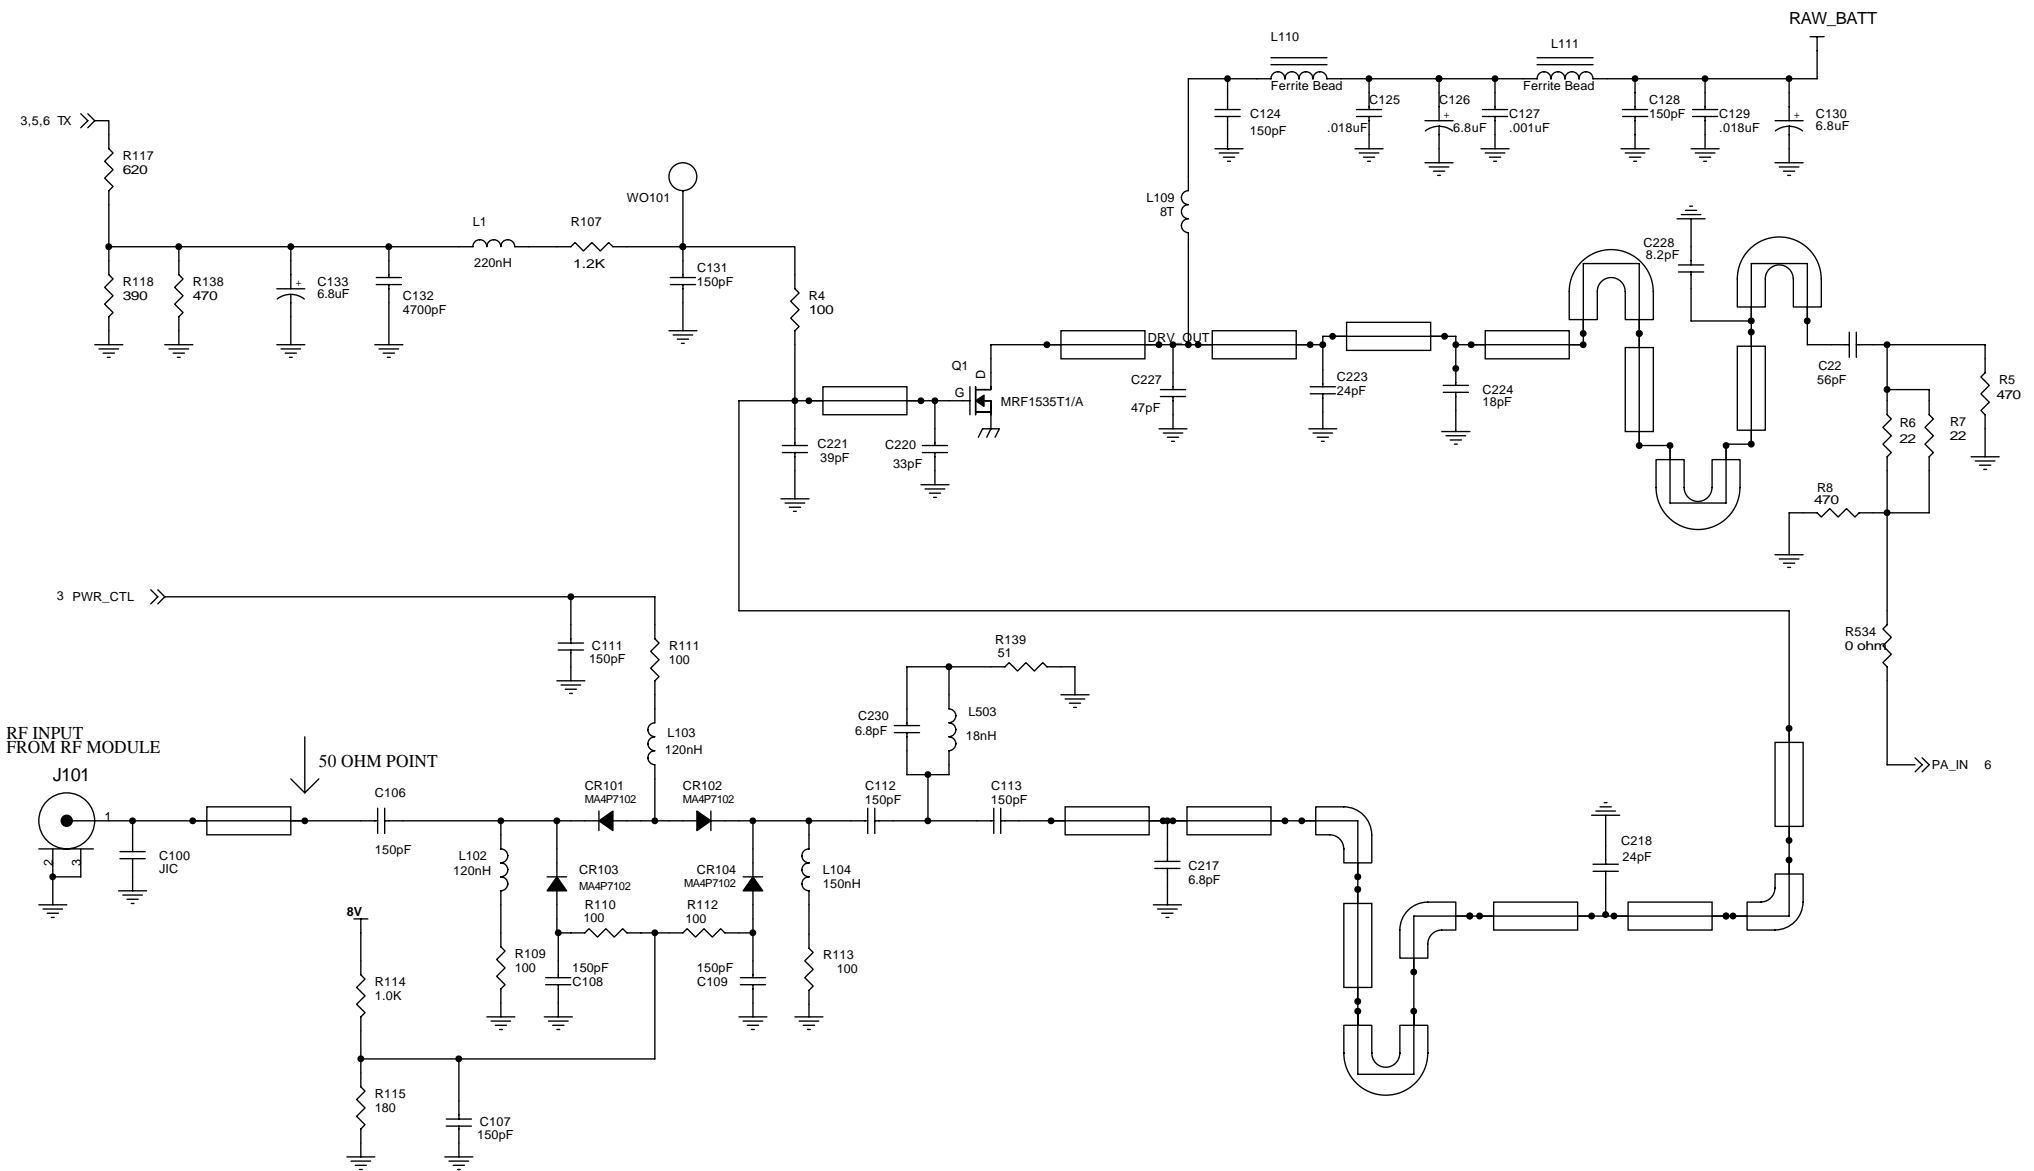 RAW_BATT
L110
L111
Ferrite Bead
Ferrite Bead
C124
150pF
C125
.018uF
C126
+
6.8uF
C127
.001uF
C128
150pF
C129
.018uF
+
C130
6.8uF
3,5,6 TX
R117
620
WO101
L109
8T
L1
220nH
R107
1.2K
C131
150pF
R118
390
R138
470
+
C133
6.8uF
C132
4700pF
R4
100
C228
8.2pF
DRV_OUT
Q1
D
G
MRF1535T1/A
C227
47pF
C223
24pF
C224
18pF
C22
56pF
R5
470
R6
22
R7
22
C221
39pF
C220
33pF
R8
470
3 PWR_CTL
C111
150pF
R111
100
R139
51
R534
0 ohm
C230
6.8pF
L503
18nH
RF INPUT
FROM RF MODULE
J101
1
2
3
50 OHM POINT
L103
120nH
PA_IN 6
C106
150pF
CR101
MA4P7102
CR102
MA4P7102
C112
150pF
C113
150pF
C100
JIC
L102
120nH
CR103
MA4P7102
CR104
MA4P7102
L104
150nH
C217
6.8pF
C218
24pF
8V
R110
100
R112
100
R109
100
150pF
C108
150pF
C109
R113
100
R114
1.0K
R115
180
C107
150pF